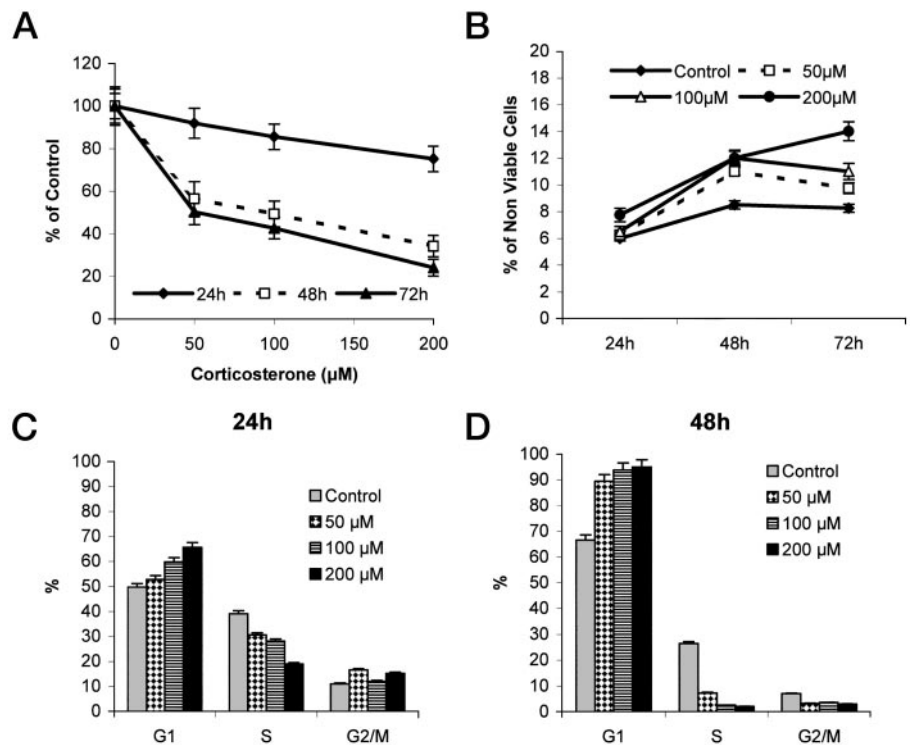 A
120
100
80
60
40
20
0
% of Control
24h 48h 72h
0 50 100 200
Corticosterone (µM)
B
20
18
16
14
12
10
8
6
4
2
0
% of Non Viable Cells
Control 50µM
100µM 200µM
24h 48h 72h
C
24h
100
90
80
70
60
50
40
30
20
10
%
Control
50 µM
100 µM
200 µM
G1 S G2/M
D
48h
100
90
80
70
60
50
40
30
20
10
0
%
Control
50 µM
100 µM
200 µM
G1 S G2/M